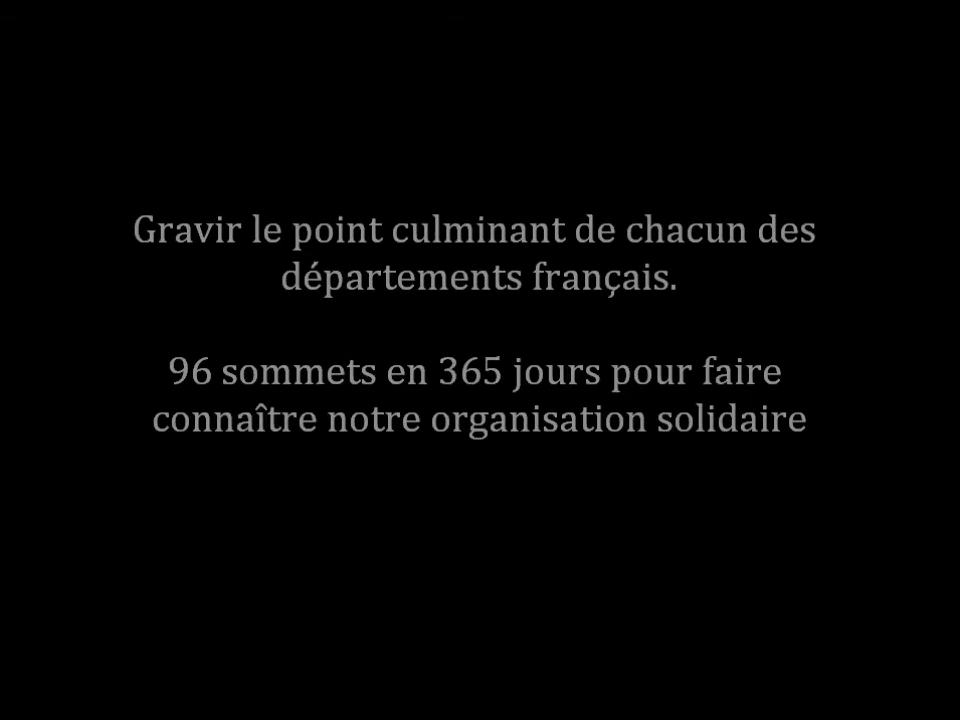 Gravir le point culminant de chacun des
départements français.
96 sommets en 365 jours pour faire
connaître notre organisation solidaire